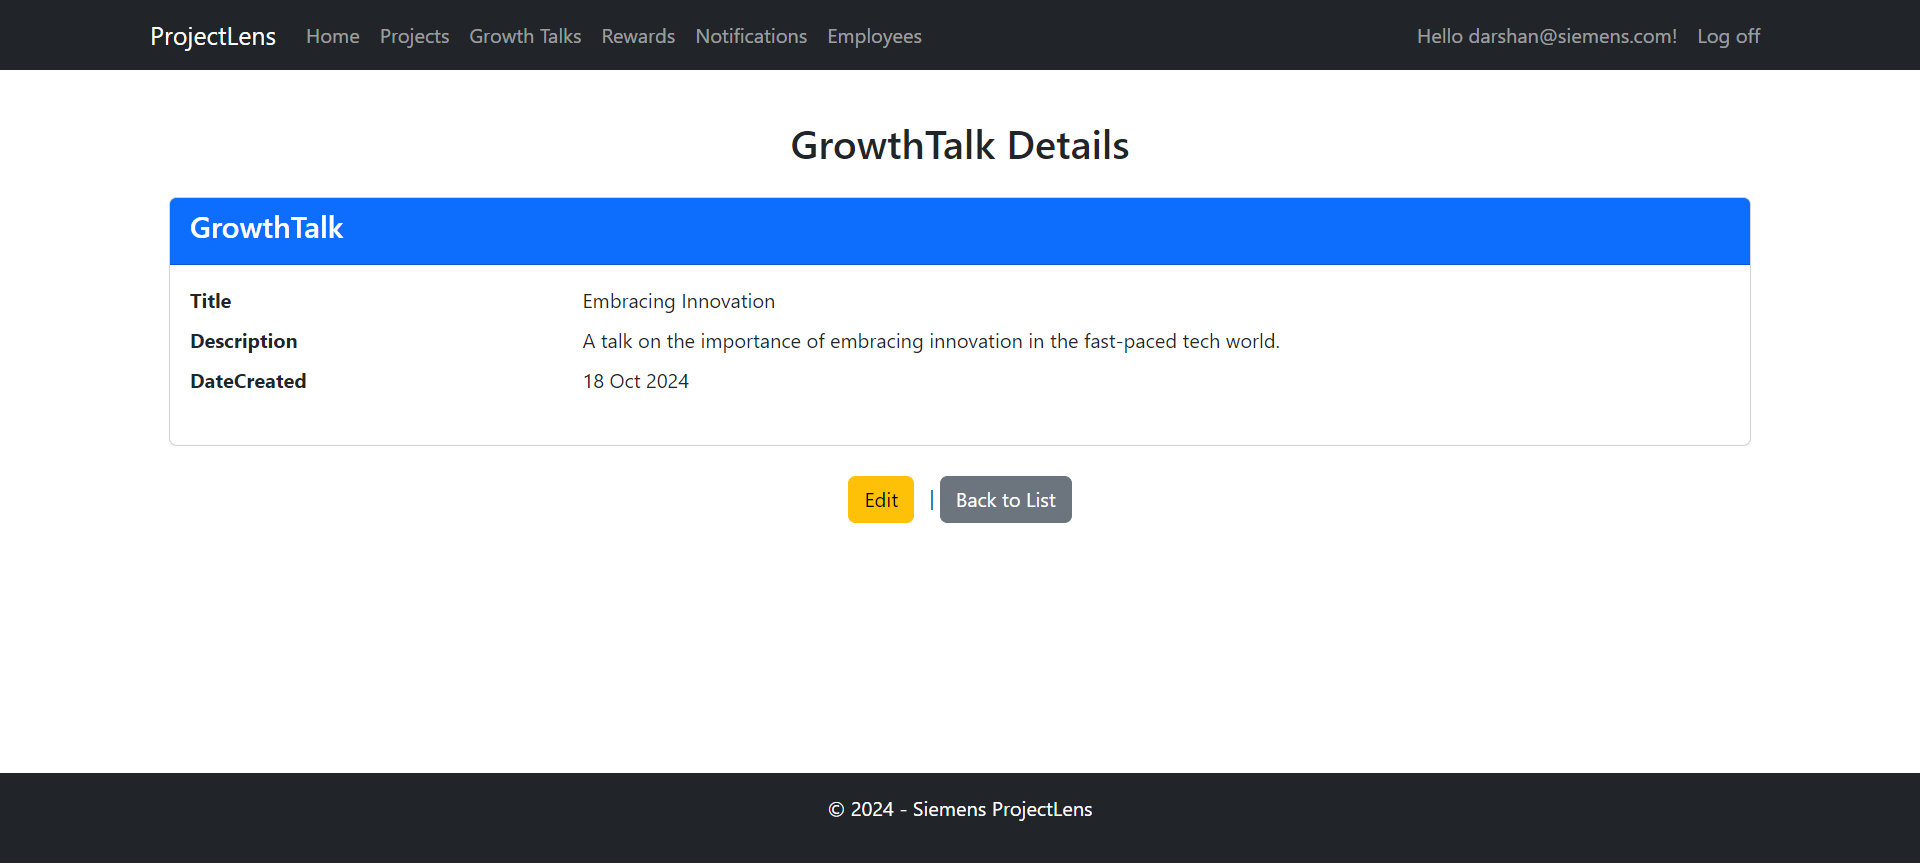 ProjectLens Home Projects Growth Talks Rewards Notifications Employees Hello darshan@siemens.com! Log off
GrowthTalk Details
GrowthTalk
Title Embracing Innovation
Description A talk on the importance of embracing innovation in the fast-paced tech world.
DateCreated 18 Oct 2024
Edit | Back to List
© 2024 - Siemens ProjectLens